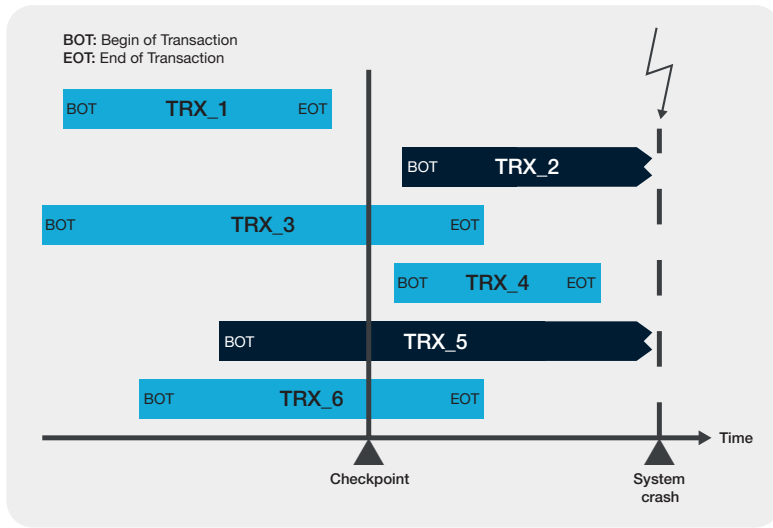 BOT: Begin of Transaction
EOT: End of Transaction
BOT TRX_1 EOT
BOT TRX_2
BOT TRX_3 EOT
BOT TRX_4 EOT
BOT TRX_5
BOT TRX_6 EOT
Time
Checkpoint
System
crash